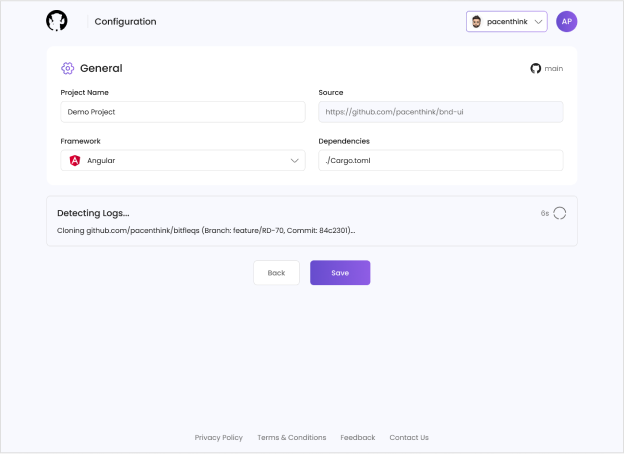 Configuration
pacenthink
AP
General
main
Project Name
Source
Demo Project
https://github.com/pacenthink/bnd-ui
Framework
Dependencies
Angular
./Cargo.toml
Detecting Logs...
6s
Cloning github.com/pacenthink/bitfleqs (Branch: feature/RD-70, Commit: 84c2301)...
Back
Save
Privacy Policy
Terms & Conditions
Feedback
Contact Us